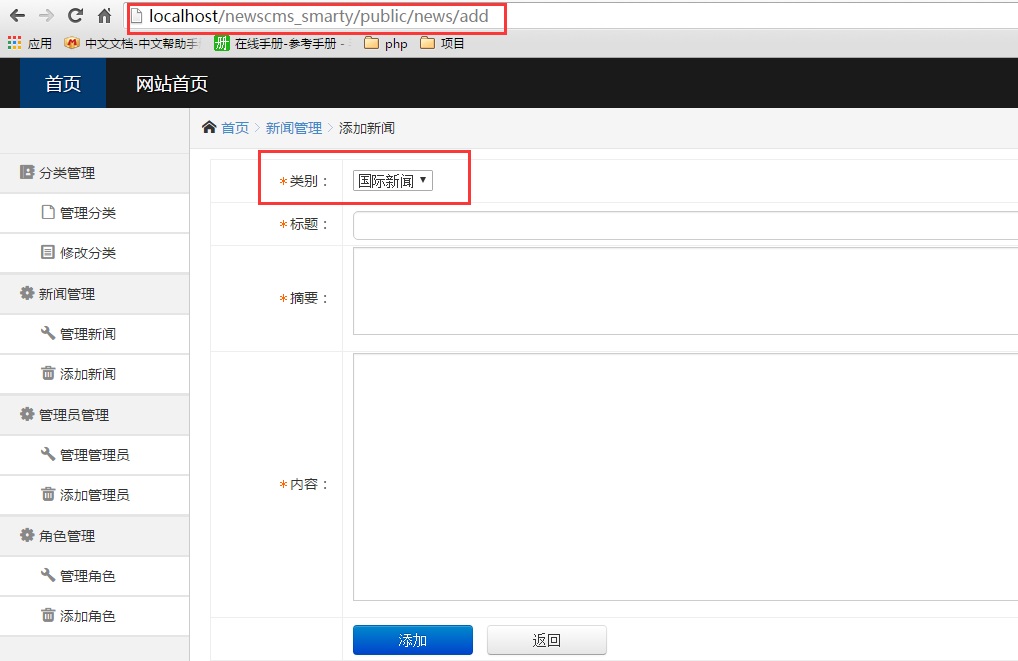 localhost/newscms_smarty/public/news/add
应用 中文文档-中文帮助手 册 在线手册-参考手册 - php 项目
首页 网站首页
首页 > 新闻管理 > 添加新闻
分类管理
管理分类
修改分类
新闻管理
管理新闻
添加新闻
管理员管理
管理管理员
添加管理员
角色管理
管理角色
添加角色
*类别： 国际新闻
*标题：
*摘要：
*内容：
添加 返回